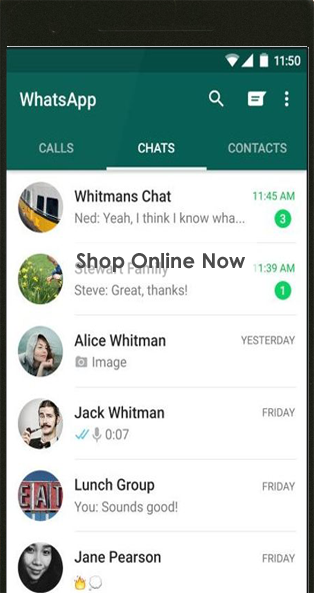 11:50
WhatsApp
CALLS CHATS CONTACTS
Whitmans Chat 11:45 AM
Ned: Yeah, I think I know wha... 3
Shop Online Now
Stewart Family 11:39 AM
Steve: Great, thanks! 1
Alice Whitman YESTERDAY
Image
Jack Whitman FRIDAY
0:07
Lunch Group FRIDAY
EAT
You: Sounds good!
Jane Pearson FRIDAY